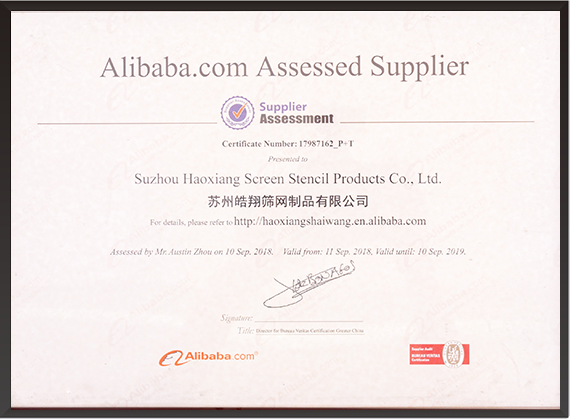 Alibaba.com Assessed Supplier
Supplier
Assessment
Certificate Number: 17987162_P+T
Presented to
Suzhou Haoxiang Screen Stencil Products Co., Ltd.
苏州皓翔筛网制品有限公司
For details, please refer to http://haoxiangshaiwang.en.alibaba.com
Assessed by Mr. Austin Zhou on 10 Sep. 2018. Valid from: 11 Sep. 2018, Valid until: 10 Sep. 2019.
Signature:
Title: Director for Bureau Veritas Certification Greater China
Alibaba.com®
Supplier Audit
BUREAU VERITAS
Certification